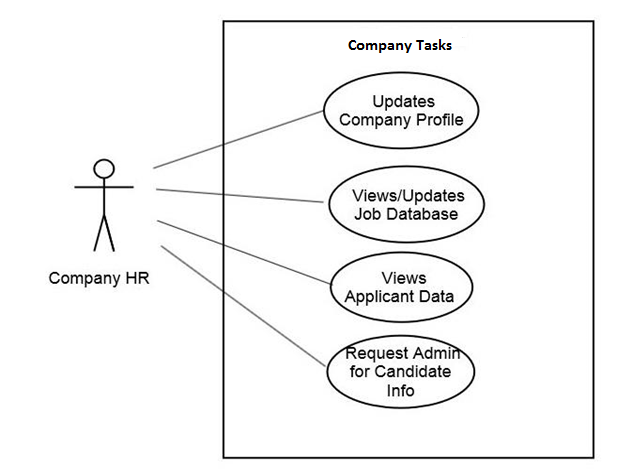 Company Tasks
Updates
Company Profile
Views/Updates
Job Database
Company HR
Views
Applicant Data
Request Admin
for Candidate
Info